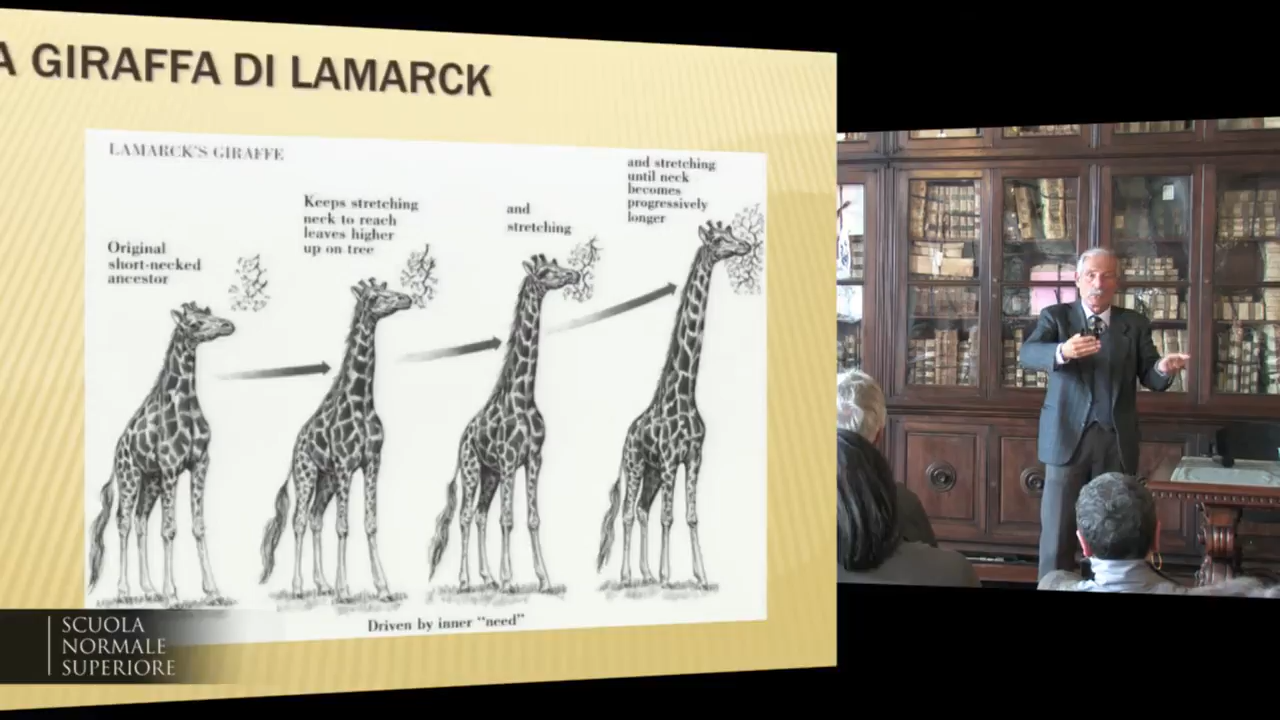 A GIRAFFA DI LAMARCK
LAMARCK'S GIRAFFE
Original
short-necked
ancestor
Keeps stretching
neck to reach
leaves higher
up on tree
and
stretching
and stretching
until neck
becomes
progressively
longer
Driven by inner “need”
SCUOLA
NORMALE
SUPERIORE